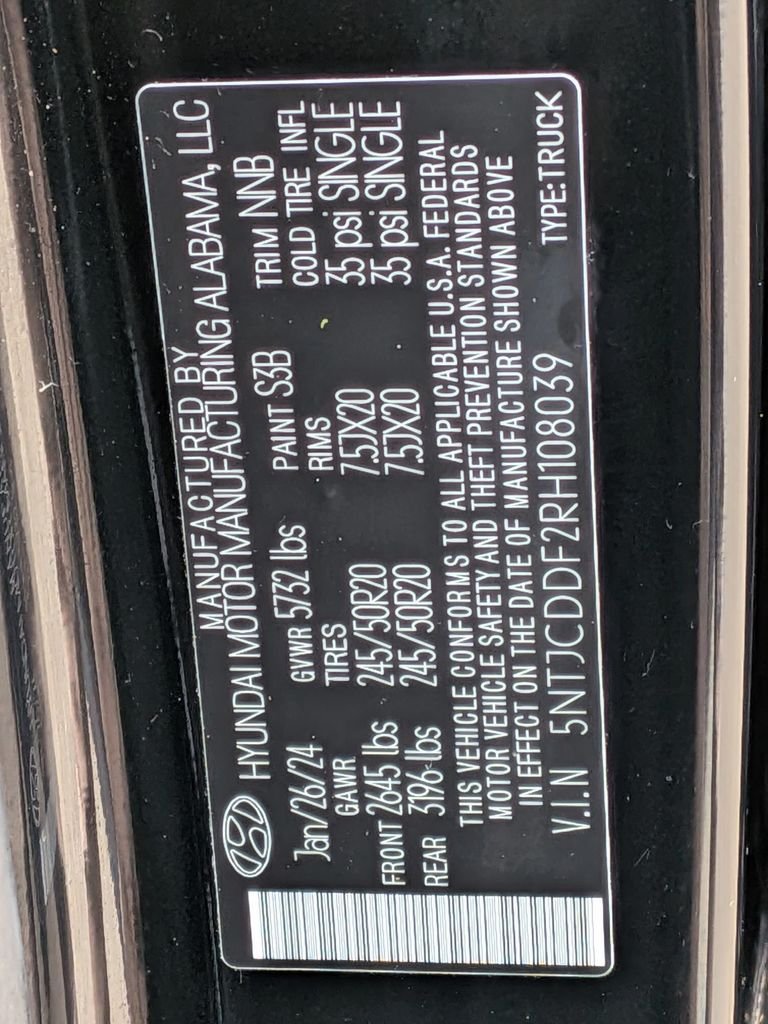 MANUFACTURED BY
HYUNDAI MOTOR MANUFACTURING ALABAMA, LLC
Jan/26/24 GVWR 5732 lbs PAINT S3B TRIM NNB
GAWR TIRES RIMS COLD TIRE INFL
FRONT 2645 lbs 245/50R20 7.5JX20 35 psi SINGLE
REAR 3196 lbs 245/50R20 7.5JX20 35 psi SINGLE
THIS VEHICLE CONFORMS TO ALL APPLICABLE U.S.A. FEDERAL
MOTOR VEHICLE SAFETY AND THEFT PREVENTION STANDARDS
IN EFFECT ON THE DATE OF MANUFACTURE SHOWN ABOVE
V.I.N 5NTJCDDF2RH108039 TYPE:TRUCK